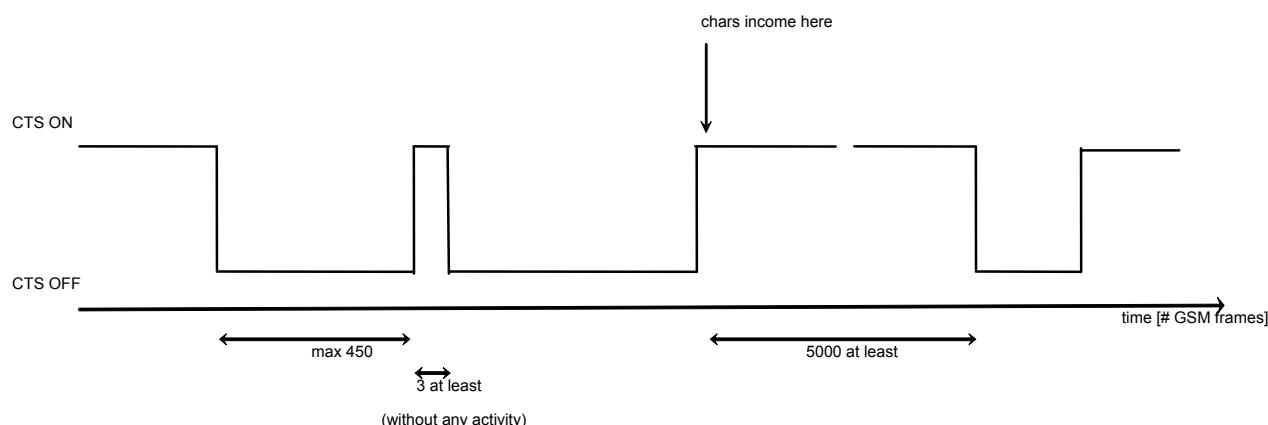 chars income here
CTS ON
CTS OFF
time [# GSM frames]
max 450
5000 at least
3 at least
(without any activity)